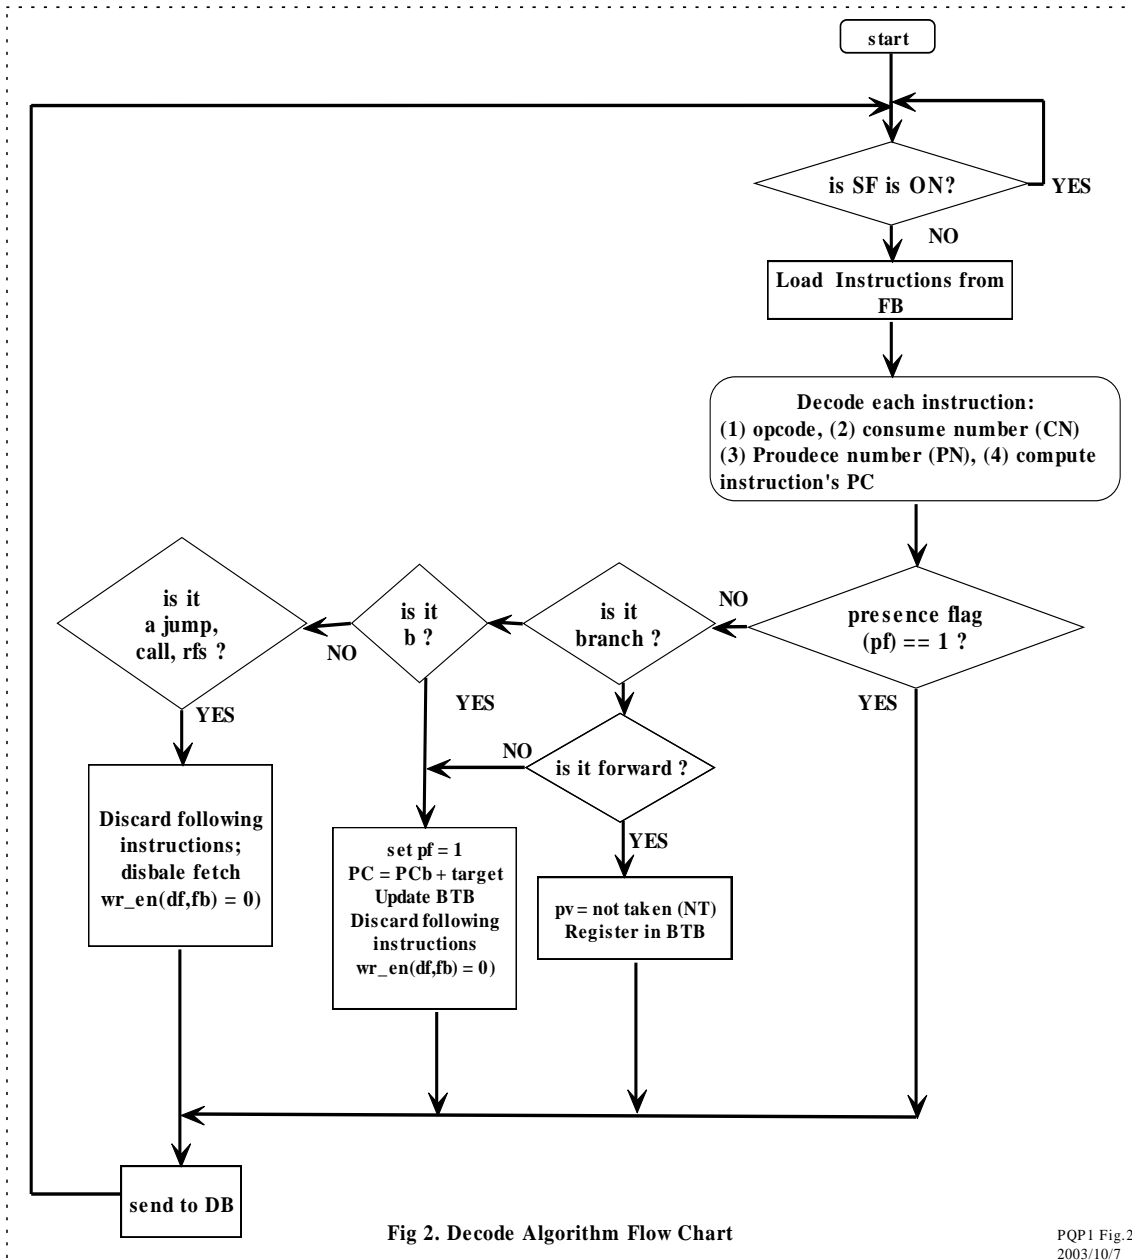 start
is SF is ON?
YES
NO
Load Instructions from
FB
Decode each instruction:
(1) opcode, (2) consume number (CN)
(3) Proudece number (PN), (4) compute
instruction's PC
is it
a jump,
call, rfs ?
NO
is it
b ?
is it
branch ?
NO
presence flag
(pf) == 1 ?
YES
YES
YES
NO
is it forward ?
YES
Discard following
instructions;
disbale fetch
wr_en(df,fb) = 0)
set pf = 1
PC = PCb + target
Update BTB
Discard following
instructions
wr_en(df,fb) = 0)
pv = not taken (NT)
Register in BTB
send to DB
Fig 2. Decode Algorithm Flow Chart
PQP1 Fig.2
2003/10/7